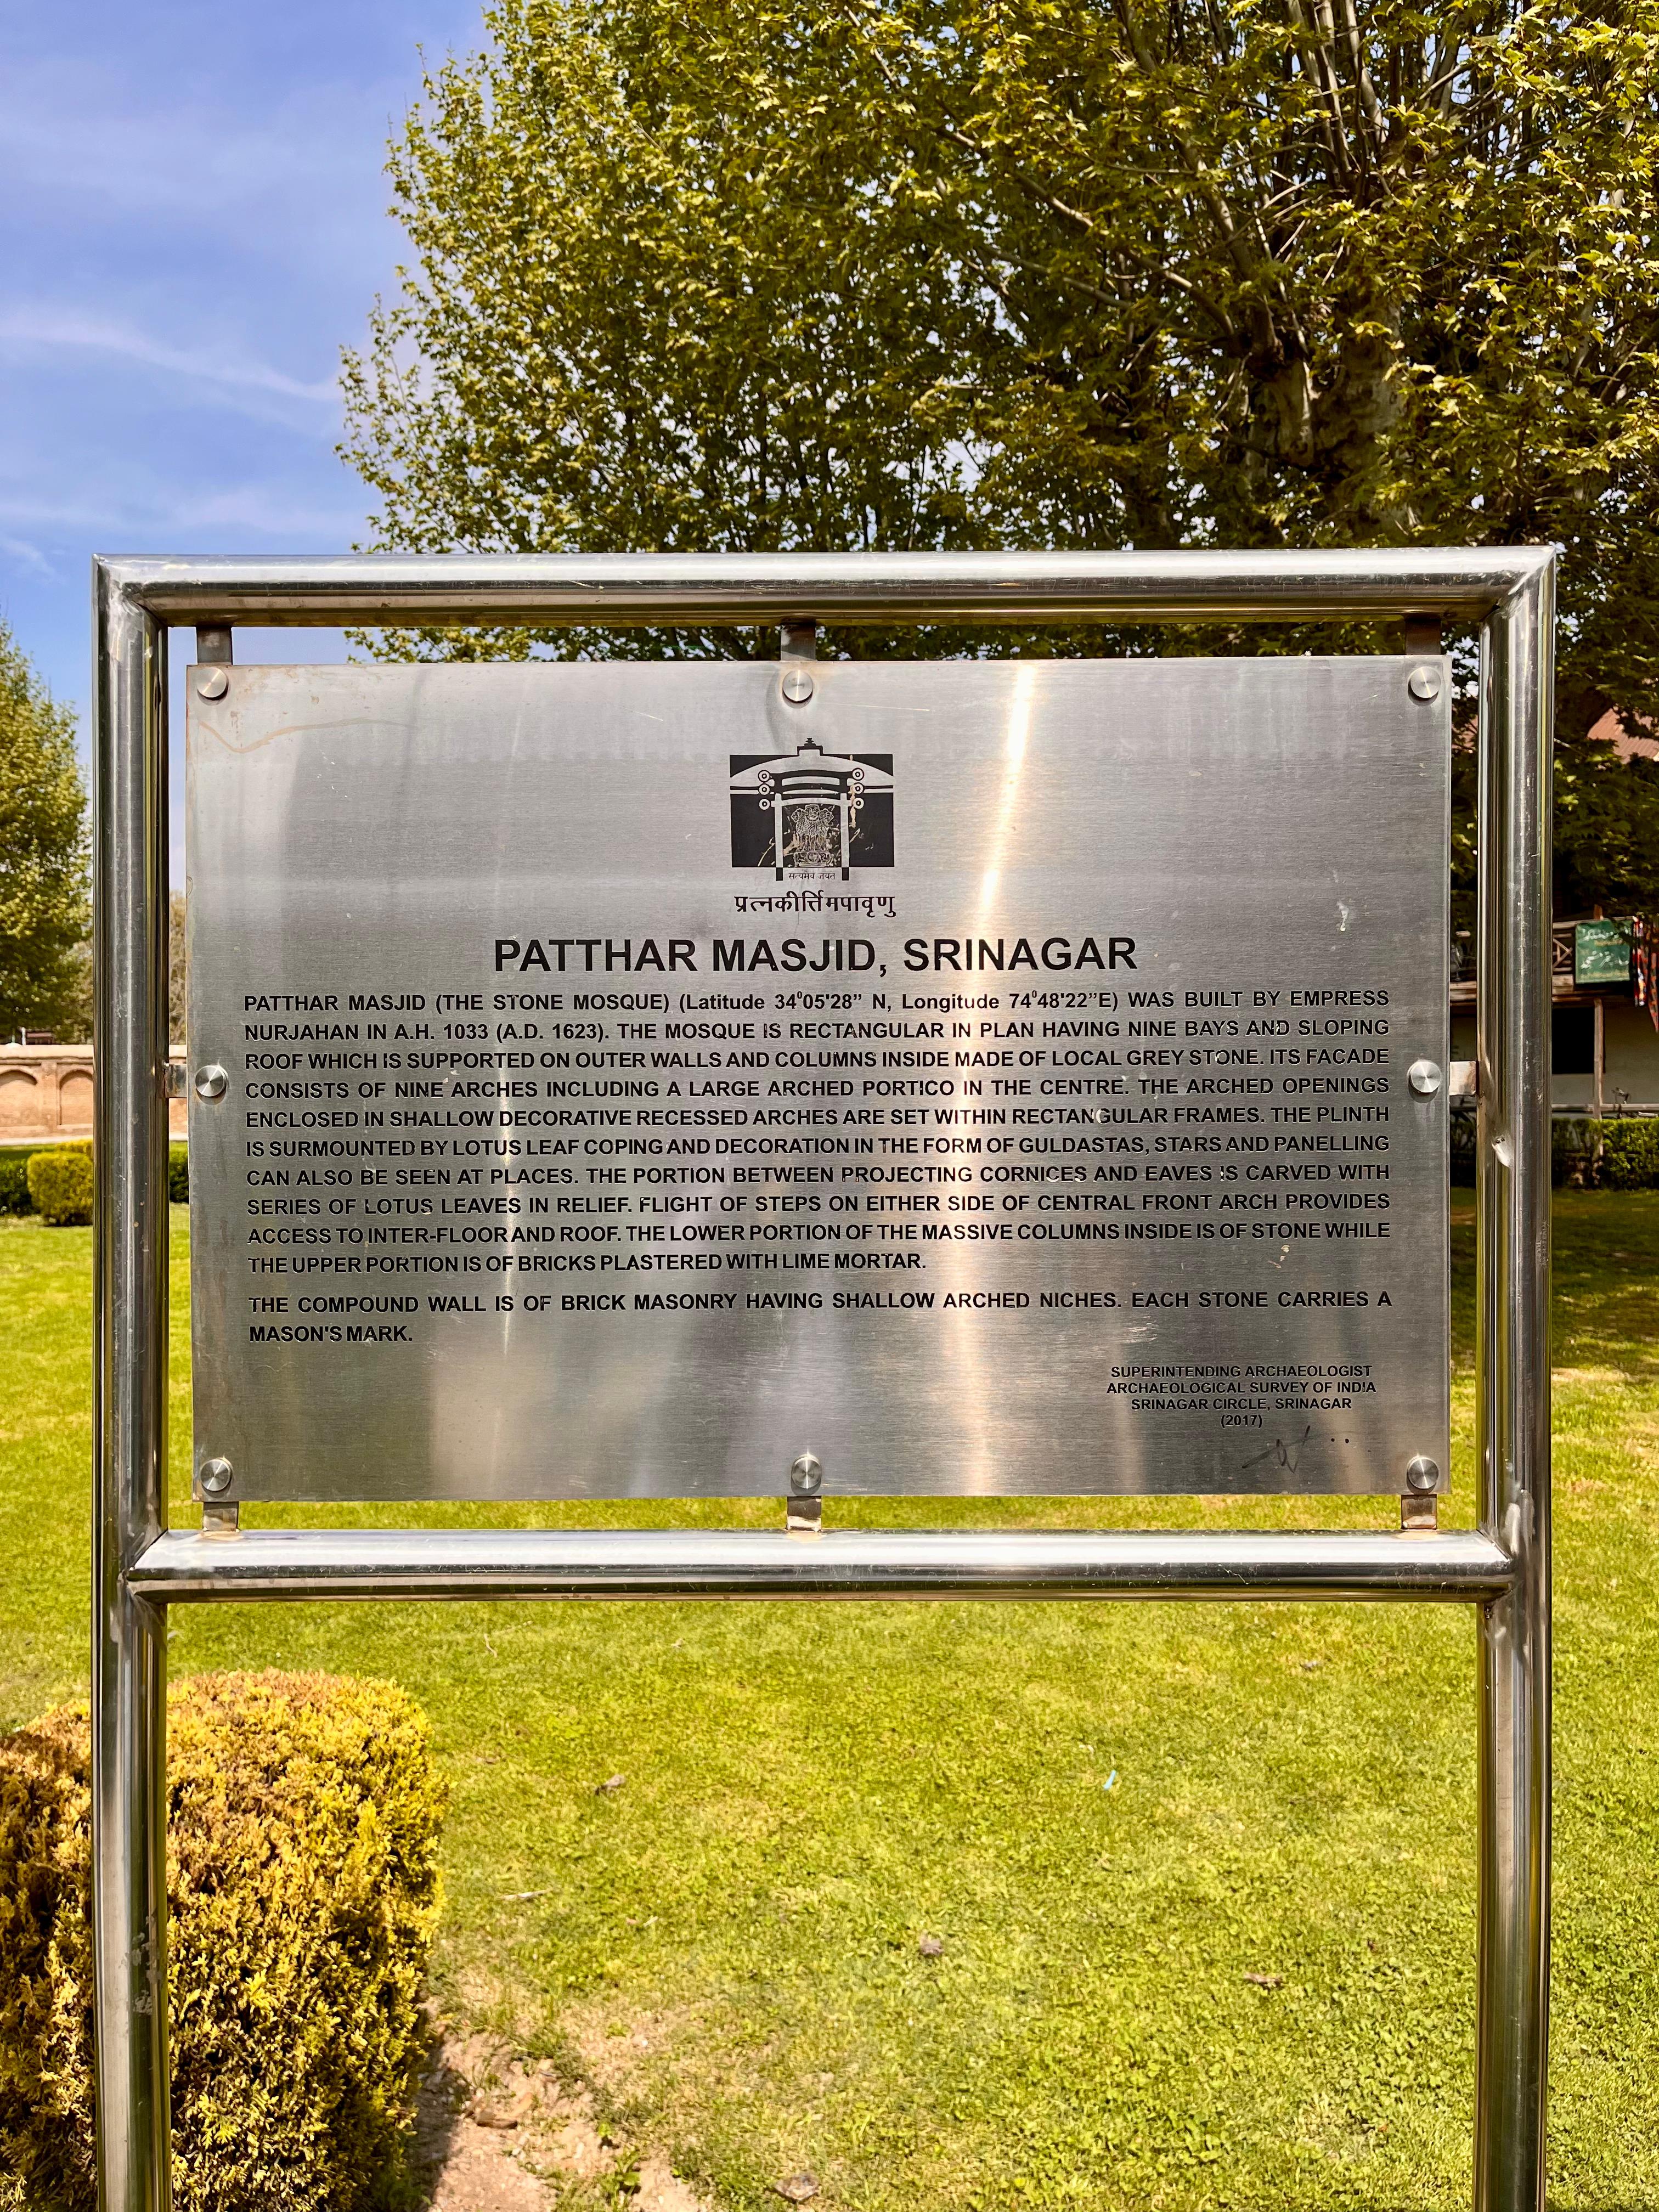 सत्यमेव जयते
प्रत्नकीर्त्तिमपावृणु
PATTHAR MASJID, SRINAGAR
PATTHAR MASJID (THE STONE MOSQUE) (Latitude 34⁰05'28” N, Longitude 74⁰48'22”E) WAS BUILT BY EMPRESS
NURJAHAN IN A.H. 1033 (A.D. 1623). THE MOSQUE IS RECTANGULAR IN PLAN HAVING NINE BAYS AND SLOPING
ROOF WHICH IS SUPPORTED ON OUTER WALLS AND COLUMNS INSIDE MADE OF LOCAL GREY STONE. ITS FACADE
CONSISTS OF NINE ARCHES INCLUDING A LARGE ARCHED PORTICO IN THE CENTRE. THE ARCHED OPENINGS
ENCLOSED IN SHALLOW DECORATIVE RECESSED ARCHES ARE SET WITHIN RECTANGULAR FRAMES. THE PLINTH
IS SURMOUNTED BY LOTUS LEAF COPING AND DECORATION IN THE FORM OF GULDASTAS, STARS AND PANELLING
CAN ALSO BE SEEN AT PLACES. THE PORTION BETWEEN PROJECTING CORNICES AND EAVES IS CARVED WITH
SERIES OF LOTUS LEAVES IN RELIEF. FLIGHT OF STEPS ON EITHER SIDE OF CENTRAL FRONT ARCH PROVIDES
ACCESS TO INTER-FLOOR AND ROOF. THE LOWER PORTION OF THE MASSIVE COLUMNS INSIDE IS OF STONE WHILE
THE UPPER PORTION IS OF BRICKS PLASTERED WITH LIME MORTAR.
THE COMPOUND WALL IS OF BRICK MASONRY HAVING SHALLOW ARCHED NICHES. EACH STONE CARRIES A
MASON'S MARK.
SUPERINTENDING ARCHAEOLOGIST
ARCHAEOLOGICAL SURVEY OF INDIA
SRINAGAR CIRCLE, SRINAGAR
(2017)